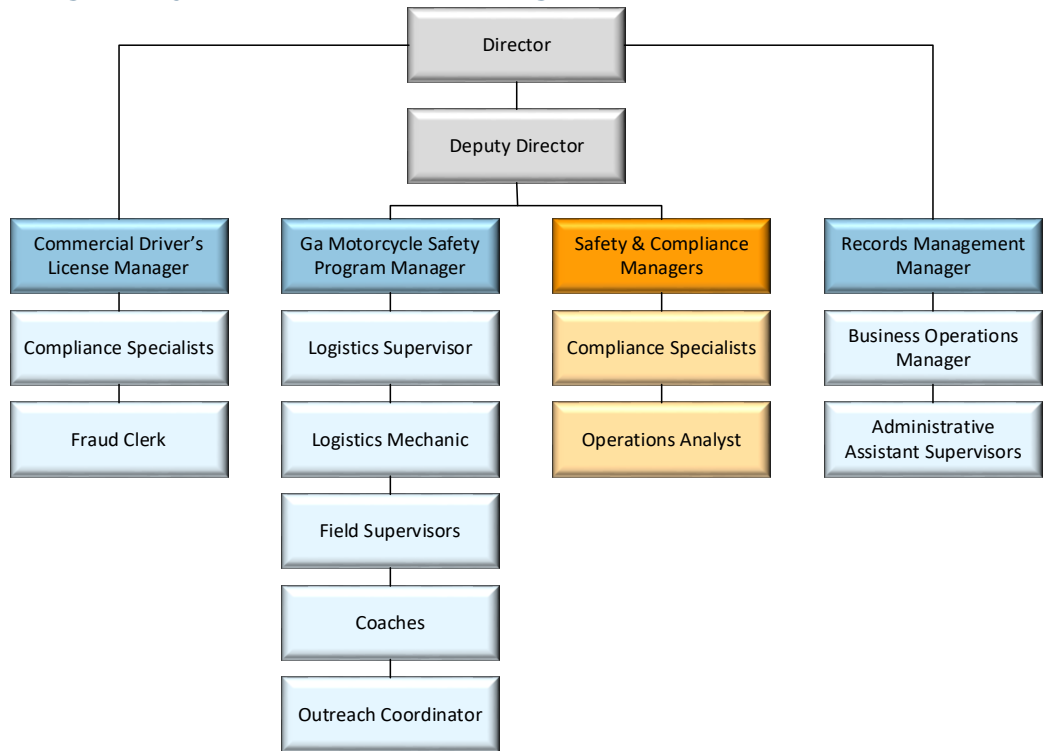 Director
Deputy Director
Commercial Driver’s
License Manager
Ga Motorcycle Safety
Program Manager
Safety & Compliance
Managers
Records Management
Manager
Compliance Specialists
Logistics Supervisor
Compliance Specialists
Business Operations
Manager
Fraud Clerk
Logistics Mechanic
Operations Analyst
Administrative
Assistant Supervisors
Field Supervisors
Coaches
Outreach Coordinator